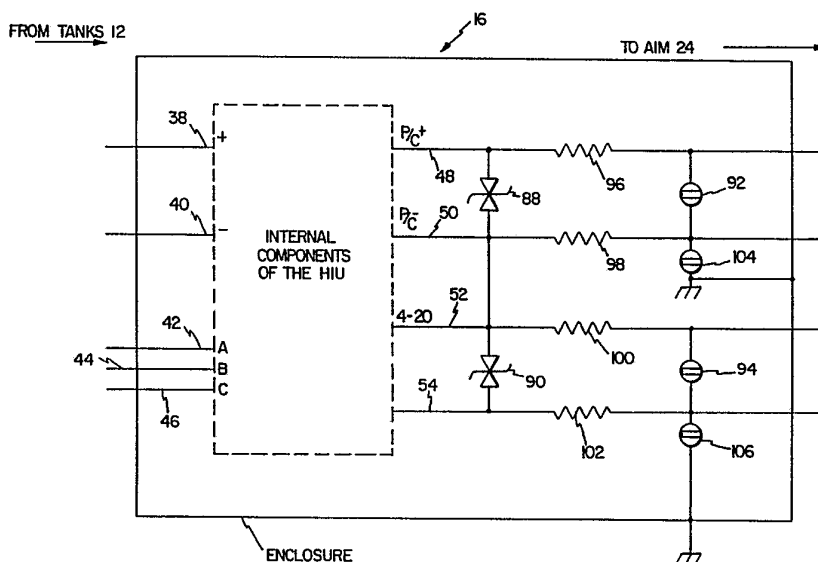 16
FROM TANKS 12
TO AIM 24
38
+
P/C+
48
96
92
88
40
-
P/C-
50
98
104
INTERNAL
COMPONENTS
OF THE HIU
42
A
44
B
46
C
4-20
52
100
94
90
54
102
106
ENCLOSURE